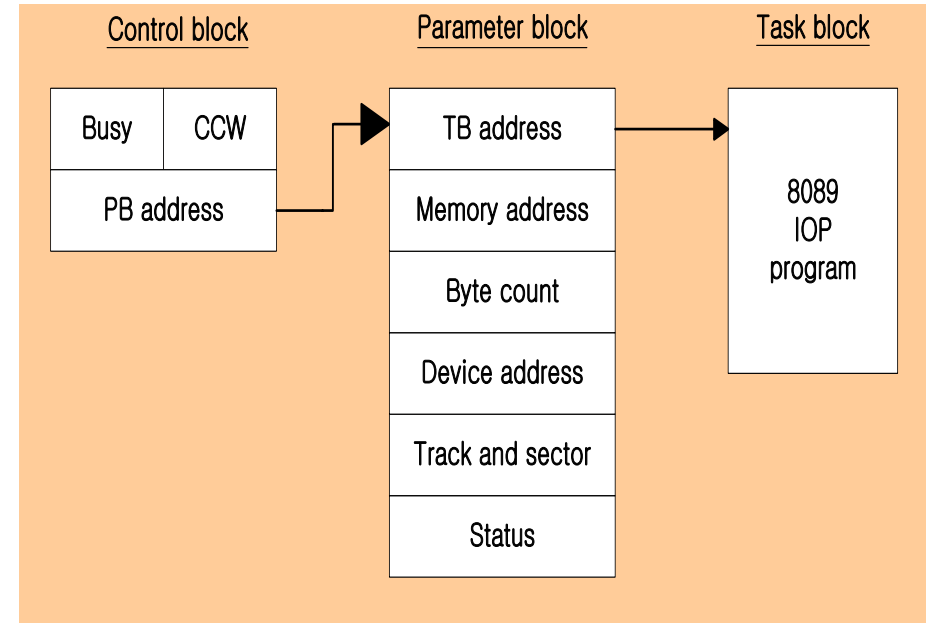 Control block
Parameter block
Task block
Busy
CCW
PB address
TB address
Memory address
Byte count
Device address
Track and sector
Status
8089
IOP
program